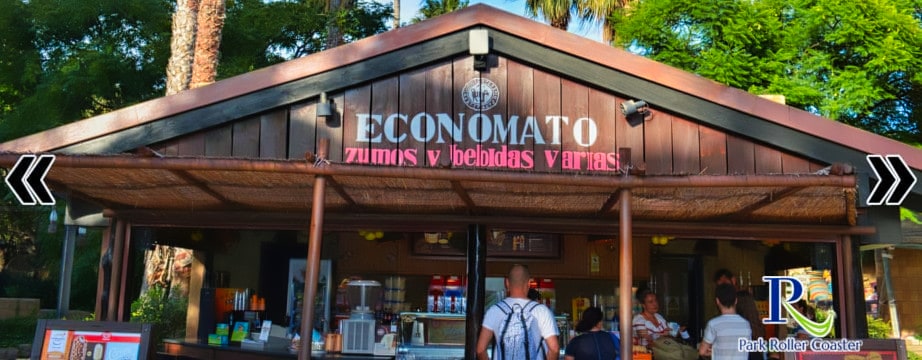 ECONOMATO
zumos y bebidas varias
Park Roller Coaster